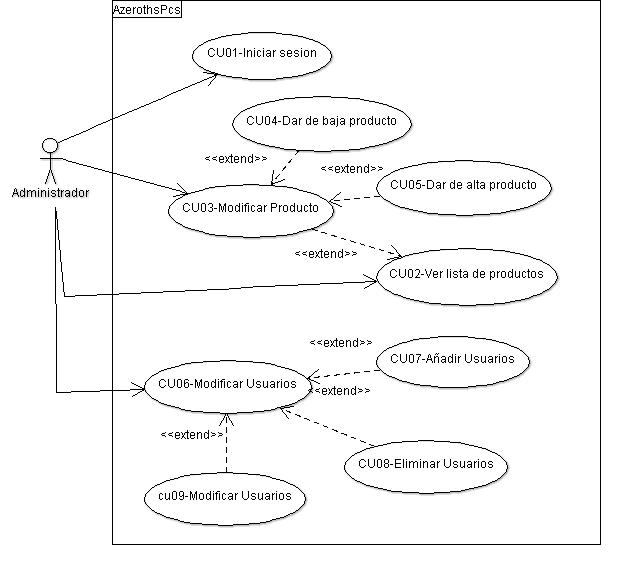 AzerothsPcs
CU01-Iniciar sesion
CU04-Dar de baja producto
<<extend>>
<<extend>>
CU05-Dar de alta producto
Administrador
CU03-Modificar Producto
<<extend>>
CU02-Ver lista de productos
<<extend>>
CU07-Añadir Usuarios
CU06-Modificar Usuarios
<<extend>>
<<extend>>
CU08-Eliminar Usuarios
cu09-Modificar Usuarios